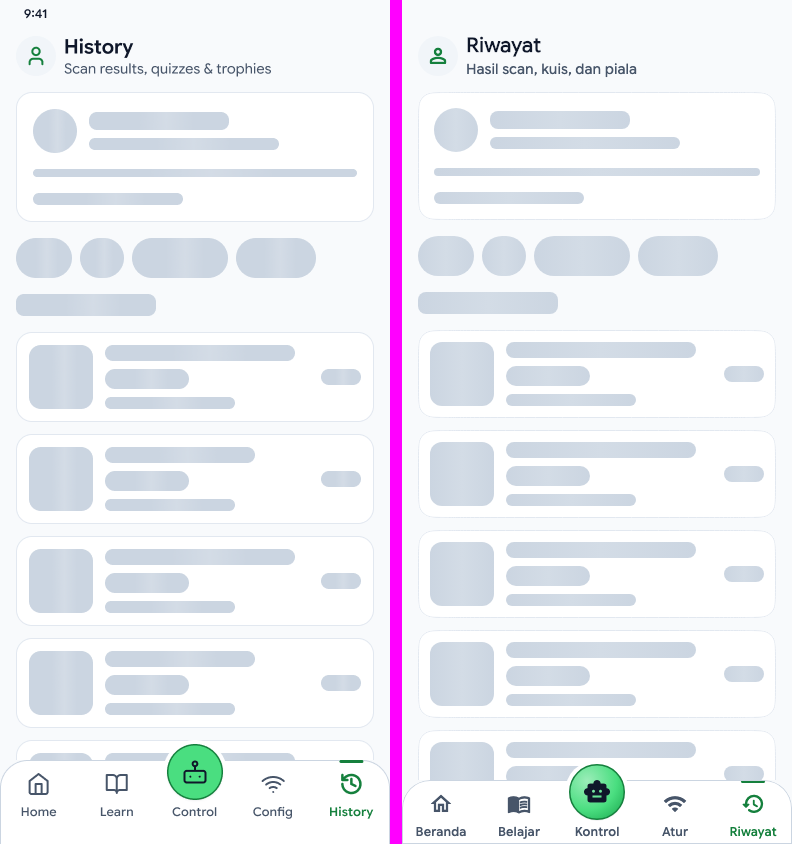 9:41
History
Scan results, quizzes & trophies
Home
Learn
Control
Config
History
Riwayat
Hasil scan, kuis, dan piala
Beranda
Belajar
Kontrol
Atur
Riwayat